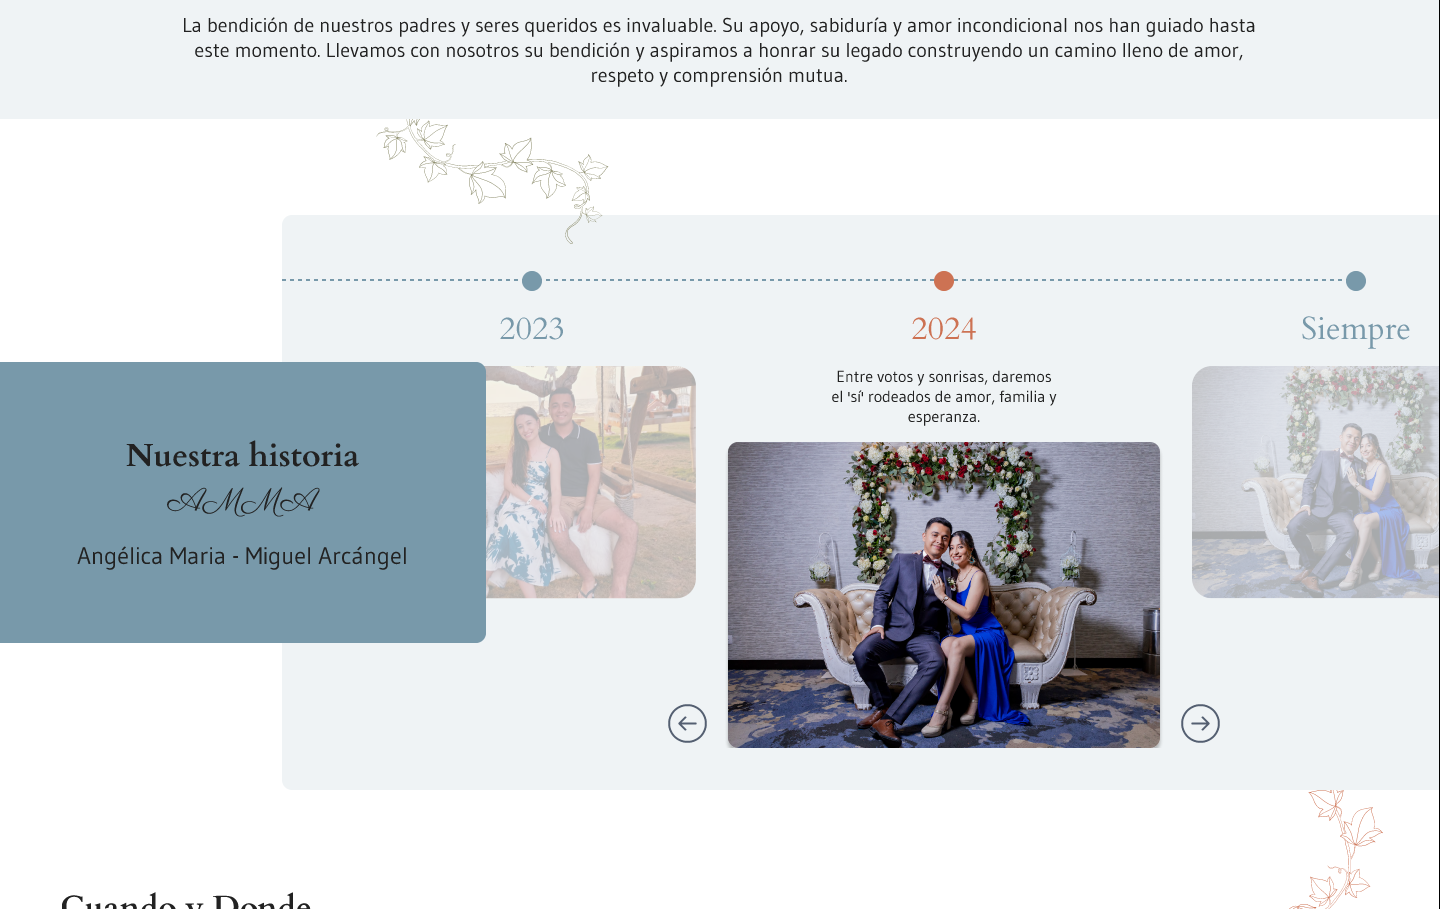 La bendición de nuestros padres y seres queridos es invaluable. Su apoyo, sabiduría y amor incondicional nos han guiado hasta
este momento. Llevamos con nosotros su bendición y aspiramos a honrar su legado construyendo un camino lleno de amor,
respeto y comprensión mutua.
2023
2024
Siempre
Entre votos y sonrisas, daremos
el 'sí' rodeados de amor, familia y
esperanza.
Nuestra historia
AMMA
Angélica Maria - Miguel Arcángel
Cuando y Donde